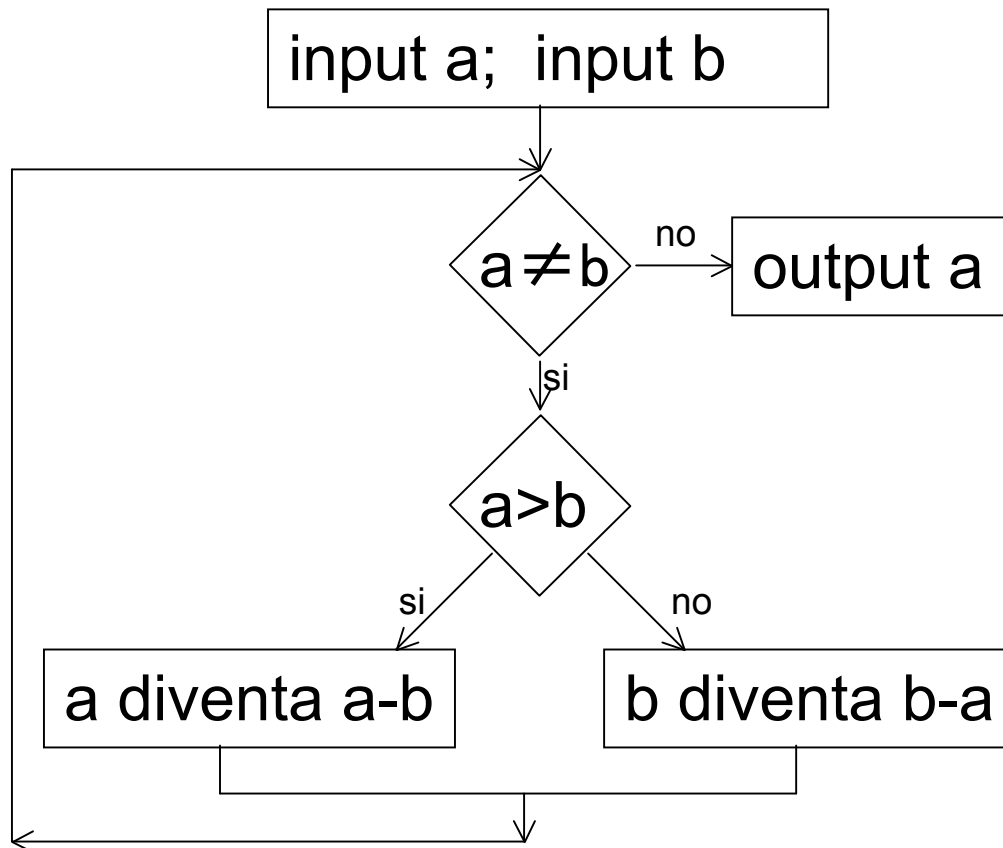 input a; input b
a≠b
no
output a
si
a>b
si
no
a diventa a-b
b diventa b-a